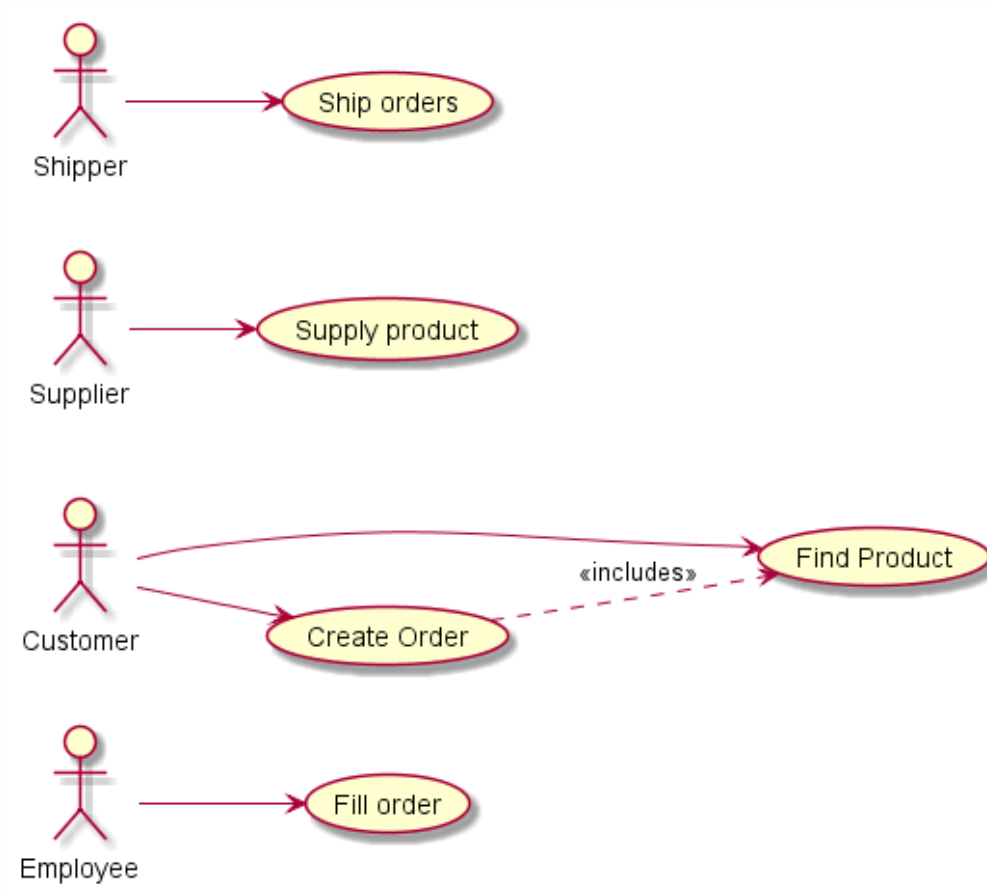 Ship orders
Shipper
Supply product
Supplier
Find Product
«includes»
Create Order
Customer
Fill order
Employee